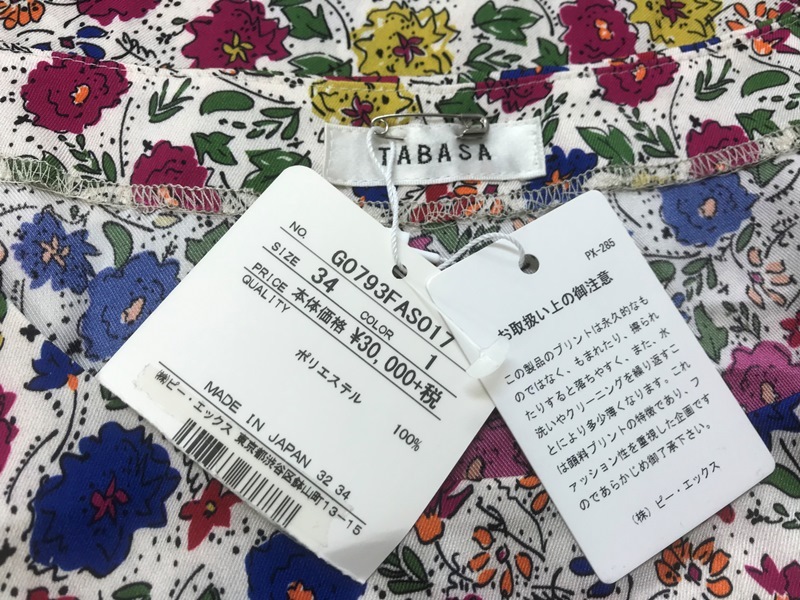 TABASA
NO. G0793FAS017
SIZE 34 COLOR 1
PRICE 本体価格 ¥30,000+税
QUALITY
ポリエステル 100%
MADE IN JAPAN 32 34
㈱ピー・エックス 東京都渋谷区鉢山町13-15
PX-285
お取扱い上の御注意
この製品のプリントは永久的なも
のではなく、もまれたり、擦られ
たりすると落ちやすく、また、水
洗いやクリーニングを繰り返すこ
とにより多少薄くなります。これ
は顔料プリントの特徴であり、フ
ァッション性を重視した企画です
のであらかじめ御了承下さい。
(株) ピー・エックス